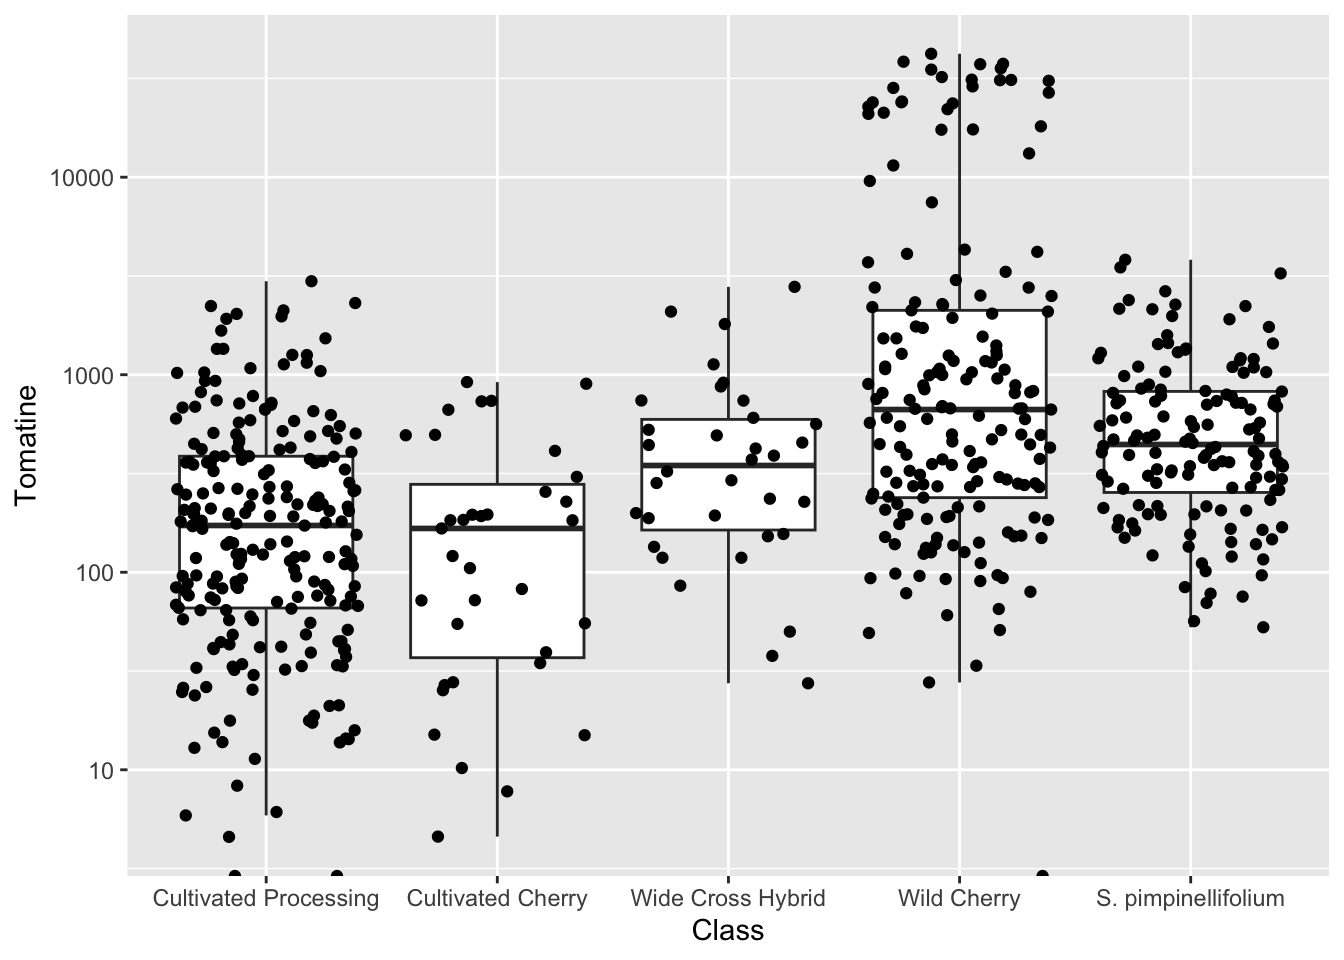 Tomatine
10000
1000
100
10
Cultivated Processing
Cultivated Cherry
Wide Cross Hybrid
Wild Cherry
S. pimpinellifolium
Class